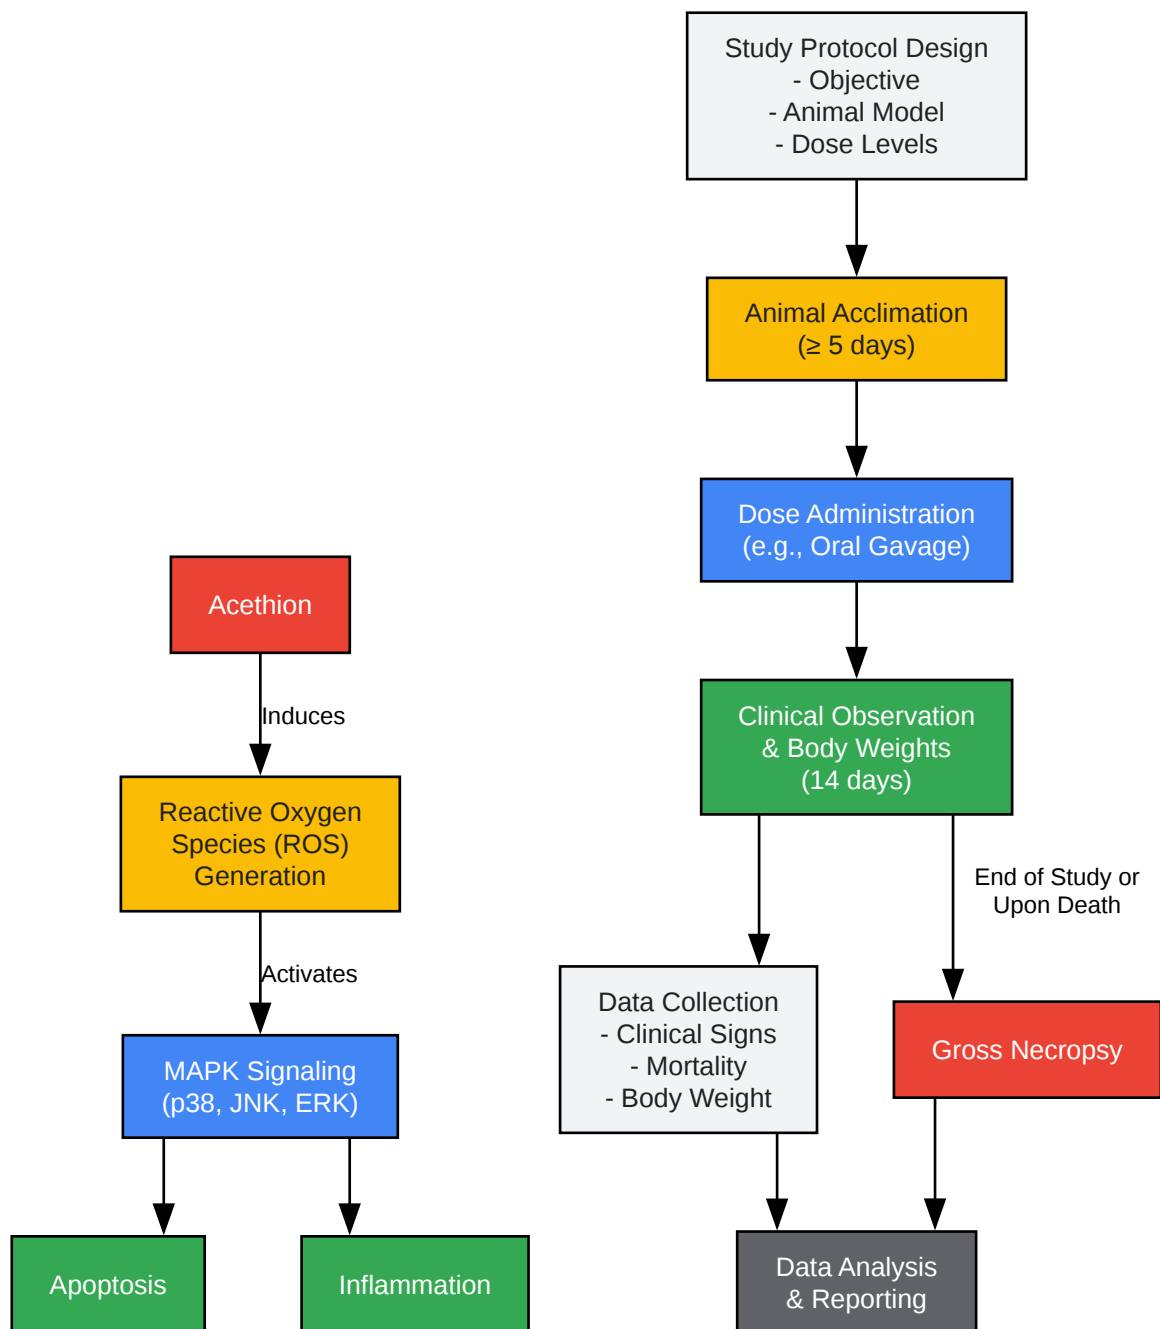 Study Protocol Design
- Objective
- Animal Model
- Dose Levels
Animal Acclimation
(≥ 5 days)
Dose Administration
(e.g., Oral Gavage)
Clinical Observation
& Body Weights
(14 days)
End of Study or
Upon Death
Data Collection
- Clinical Signs
- Mortality
- Body Weight
Gross Necropsy
Data Analysis
& Reporting
Acethion
Induces
Reactive Oxygen
Species (ROS)
Generation
Activates
MAPK Signaling
(p38, JNK, ERK)
Apoptosis
Inflammation